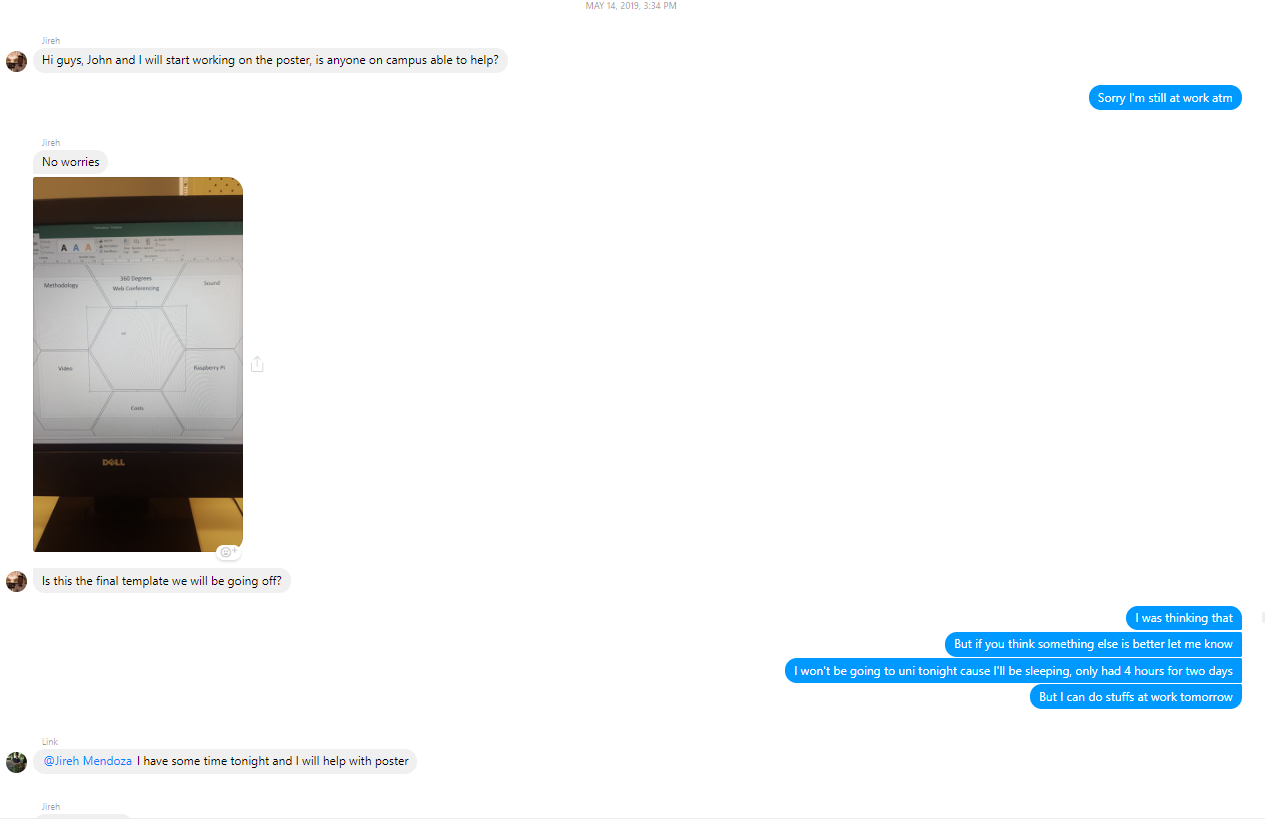 MAY 14, 2019, 3:34 PM
Jireh
Hi guys, John and I will start working on the poster, is anyone on campus able to help?
Sorry I'm still at work atm
Jireh
No worries
A A A
360 Degrees
Methodology
Sound
Web Conferencing
Video
Raspberry Pi
Costs
DELL
Is this the final template we will be going off?
I was thinking that
But if you think something else is better let me know
I won't be going to uni tonight cause I'll be sleeping, only had 4 hours for two days
But I can do stuffs at work tomorrow
Link
@Jireh Mendoza I have some time tonight and I will help with poster
Jireh